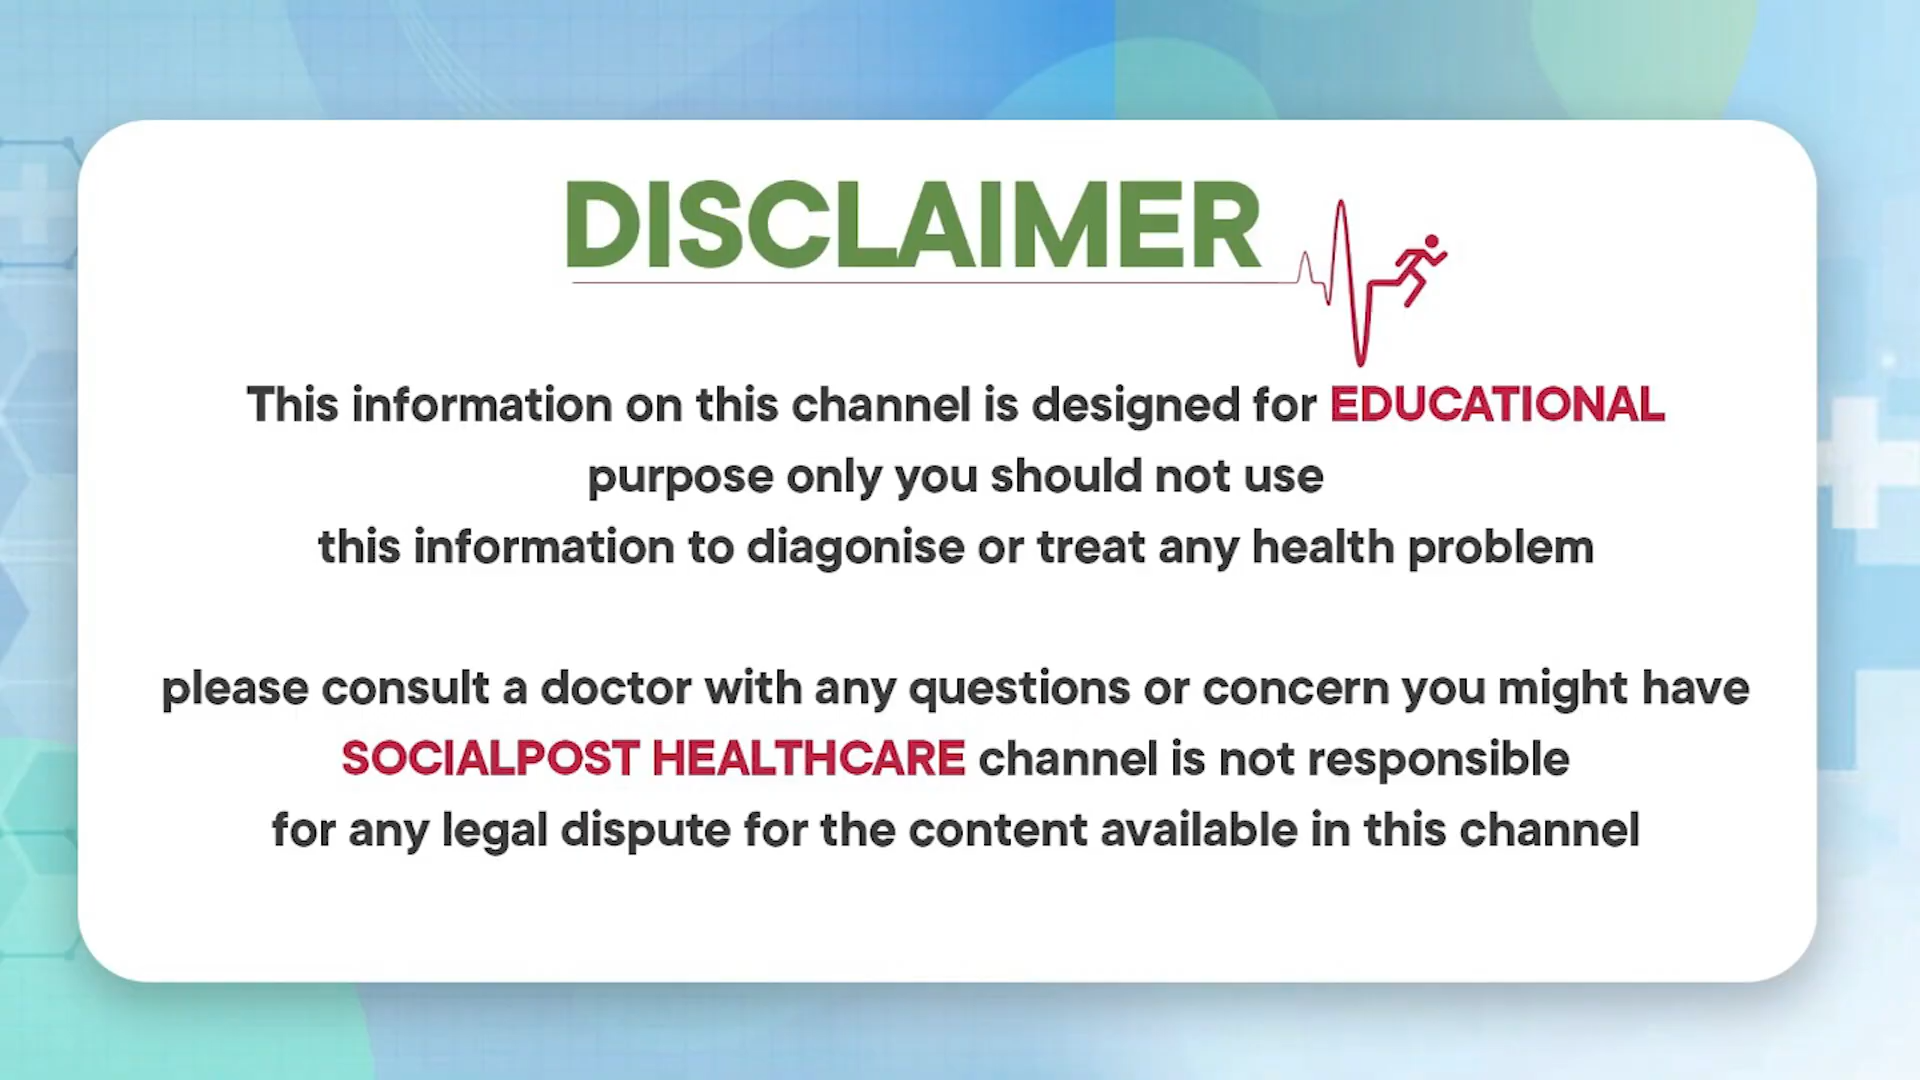 DISCLAIMER
This information on this channel is designed for EDUCATIONAL
purpose only you should not use
this information to diagonise or treat any health problem
please consult a doctor with any questions or concern you might have
SOCIALPOST HEALTHCARE channel is not responsible
for any legal dispute for the content available in this channel